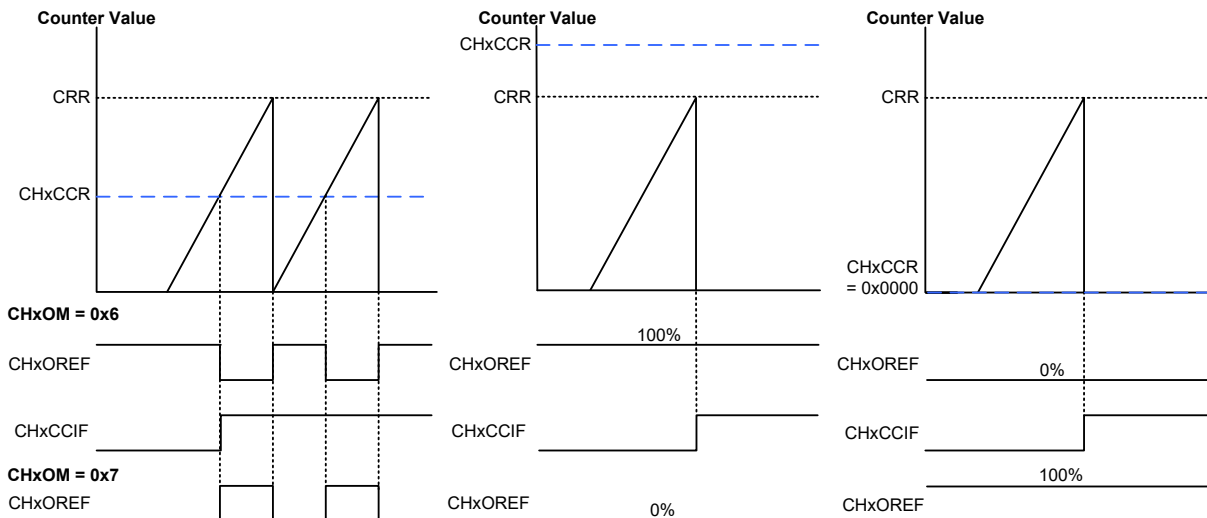 Counter Value
CRR
CHxCCR
CHxOM = 0x6
CHxOREF
CHxCCIF
CHxOM = 0x7
CHxOREF
Counter Value
CHxCCR
CRR
100%
CHxOREF
CHxCCIF
CHxOREF
0%
Counter Value
CRR
CHxCCR
= 0x0000
CHxOREF
0%
CHxCCIF
100%
CHxOREF